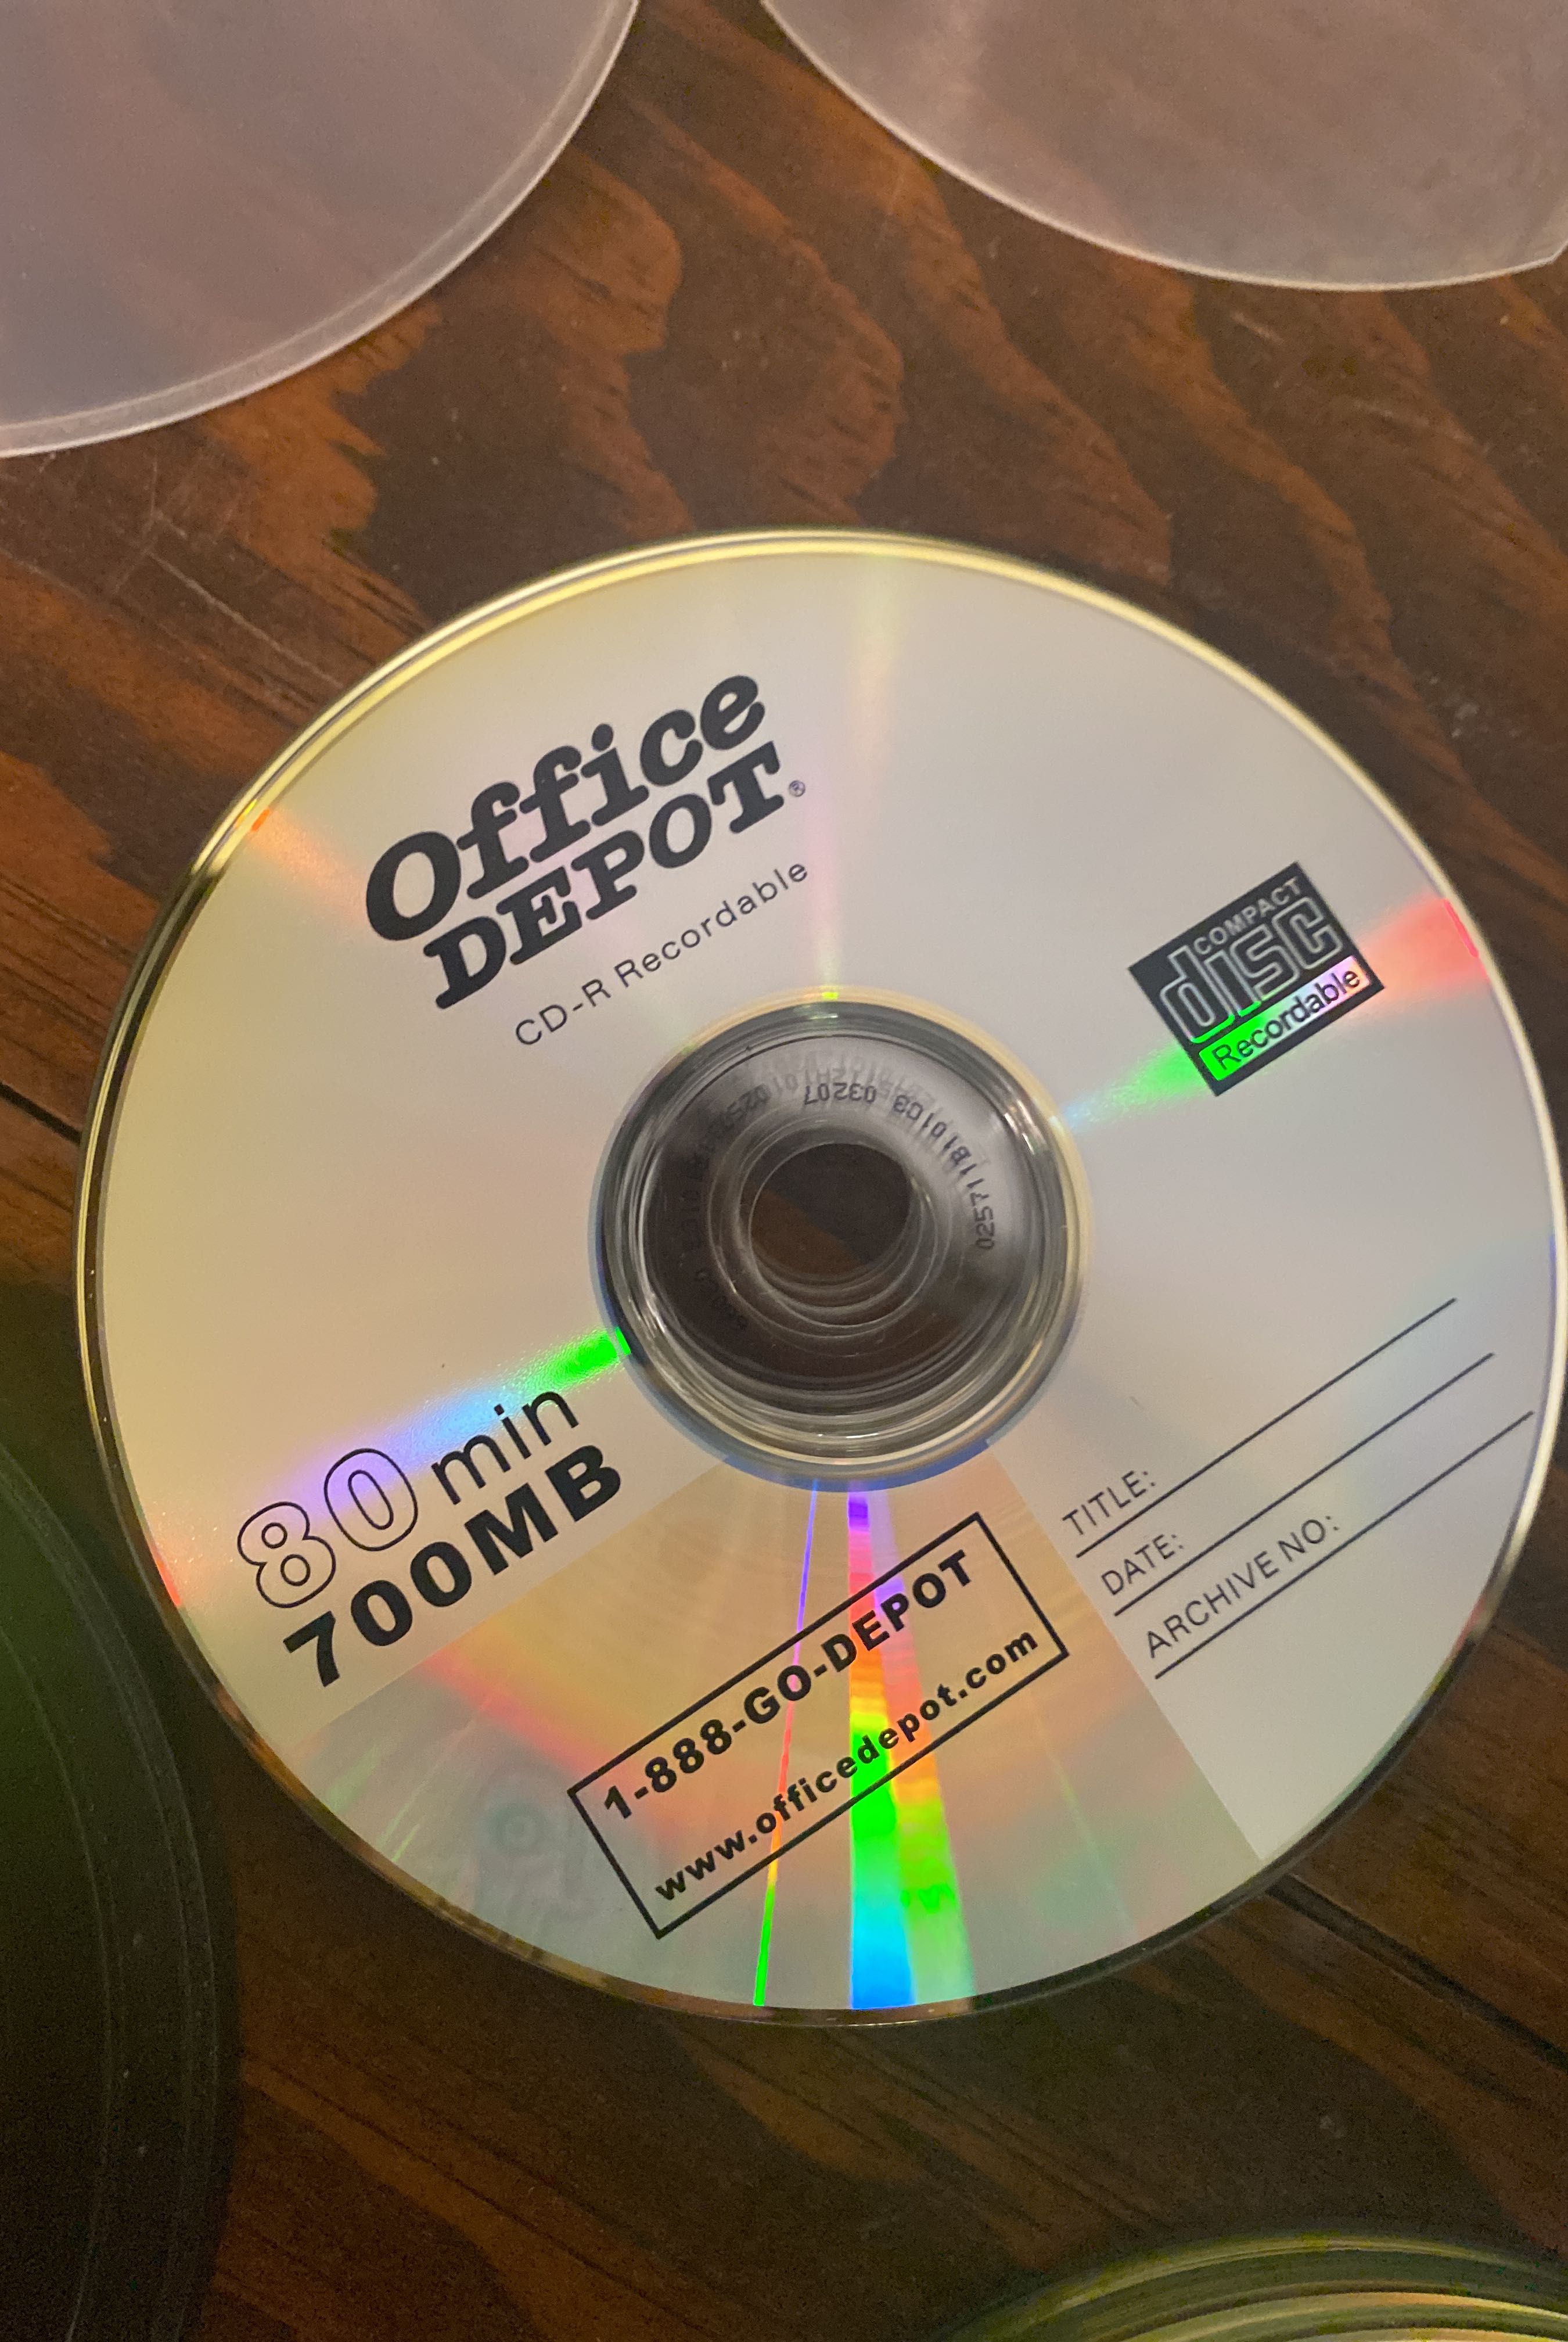 Office
DEPOT®
CD-R Recordable
COMPACT
disc
Recordable
80 min
700MB
TITLE:
DATE:
ARCHIVE NO:
1-888-GO-DEPOT
www.officedepot.com